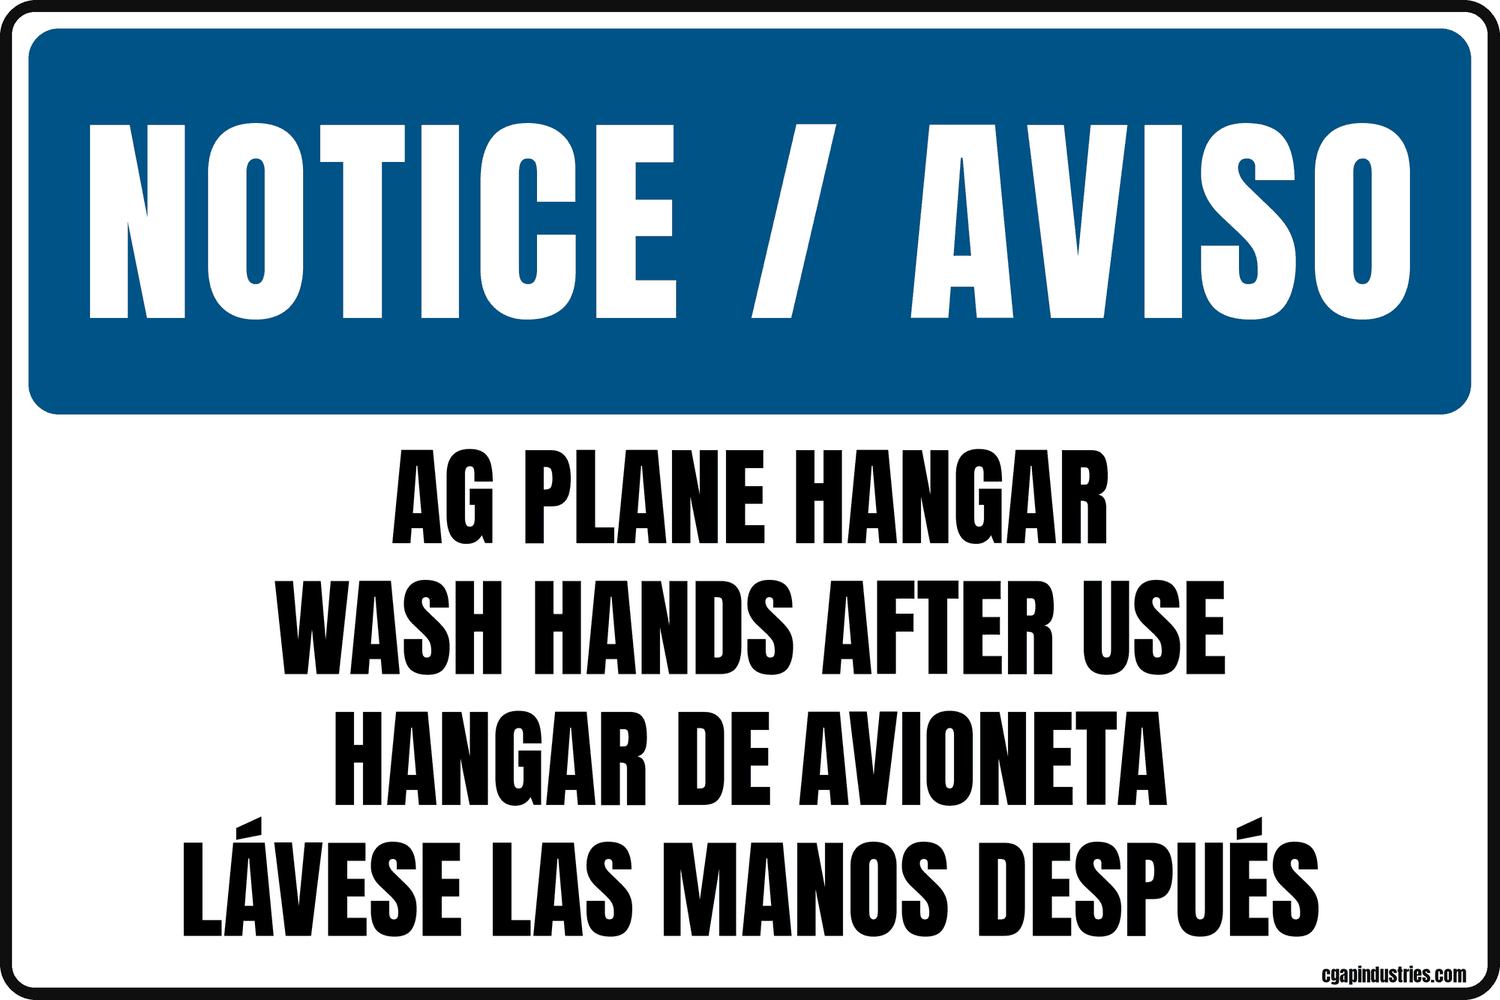 NOTICE / AVISO
AG PLANE HANGAR
WASH HANDS AFTER USE
HANGAR DE AVIONETA
LÁVESE LAS MANOS DESPUÉS
cgapindustries.com